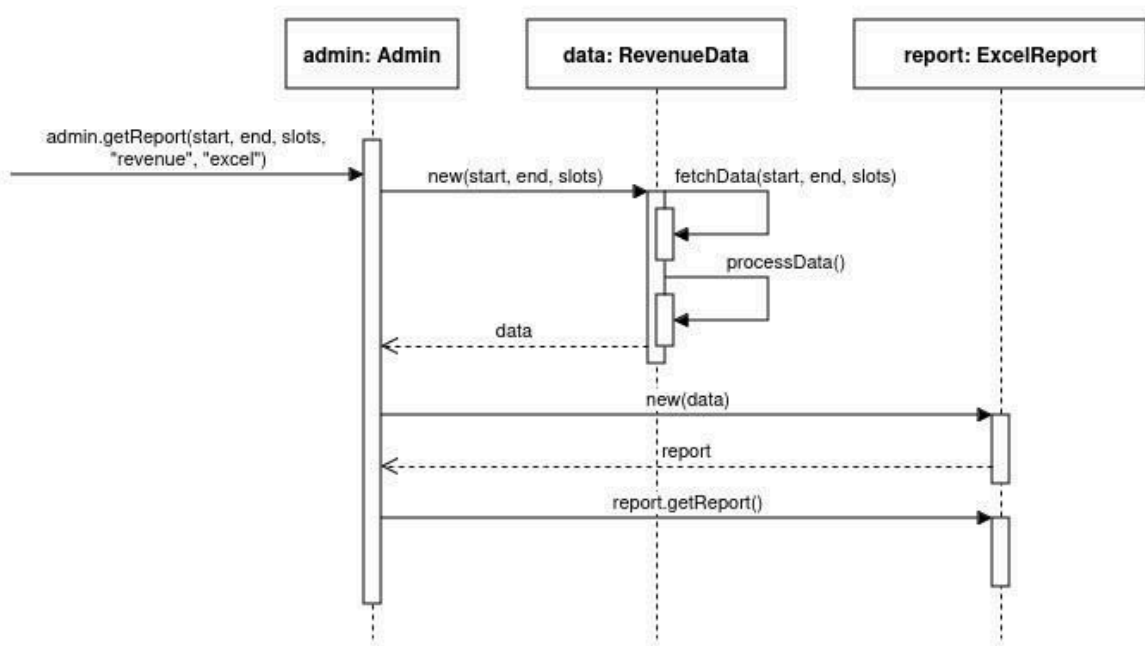 admin: Admin
data: RevenueData
report: ExcelReport
admin.getReport(start, end, slots,
"revenue", "excel")
new(start, end, slots)
fetchData(start, end, slots)
processData()
data
new(data)
report
report.getReport()